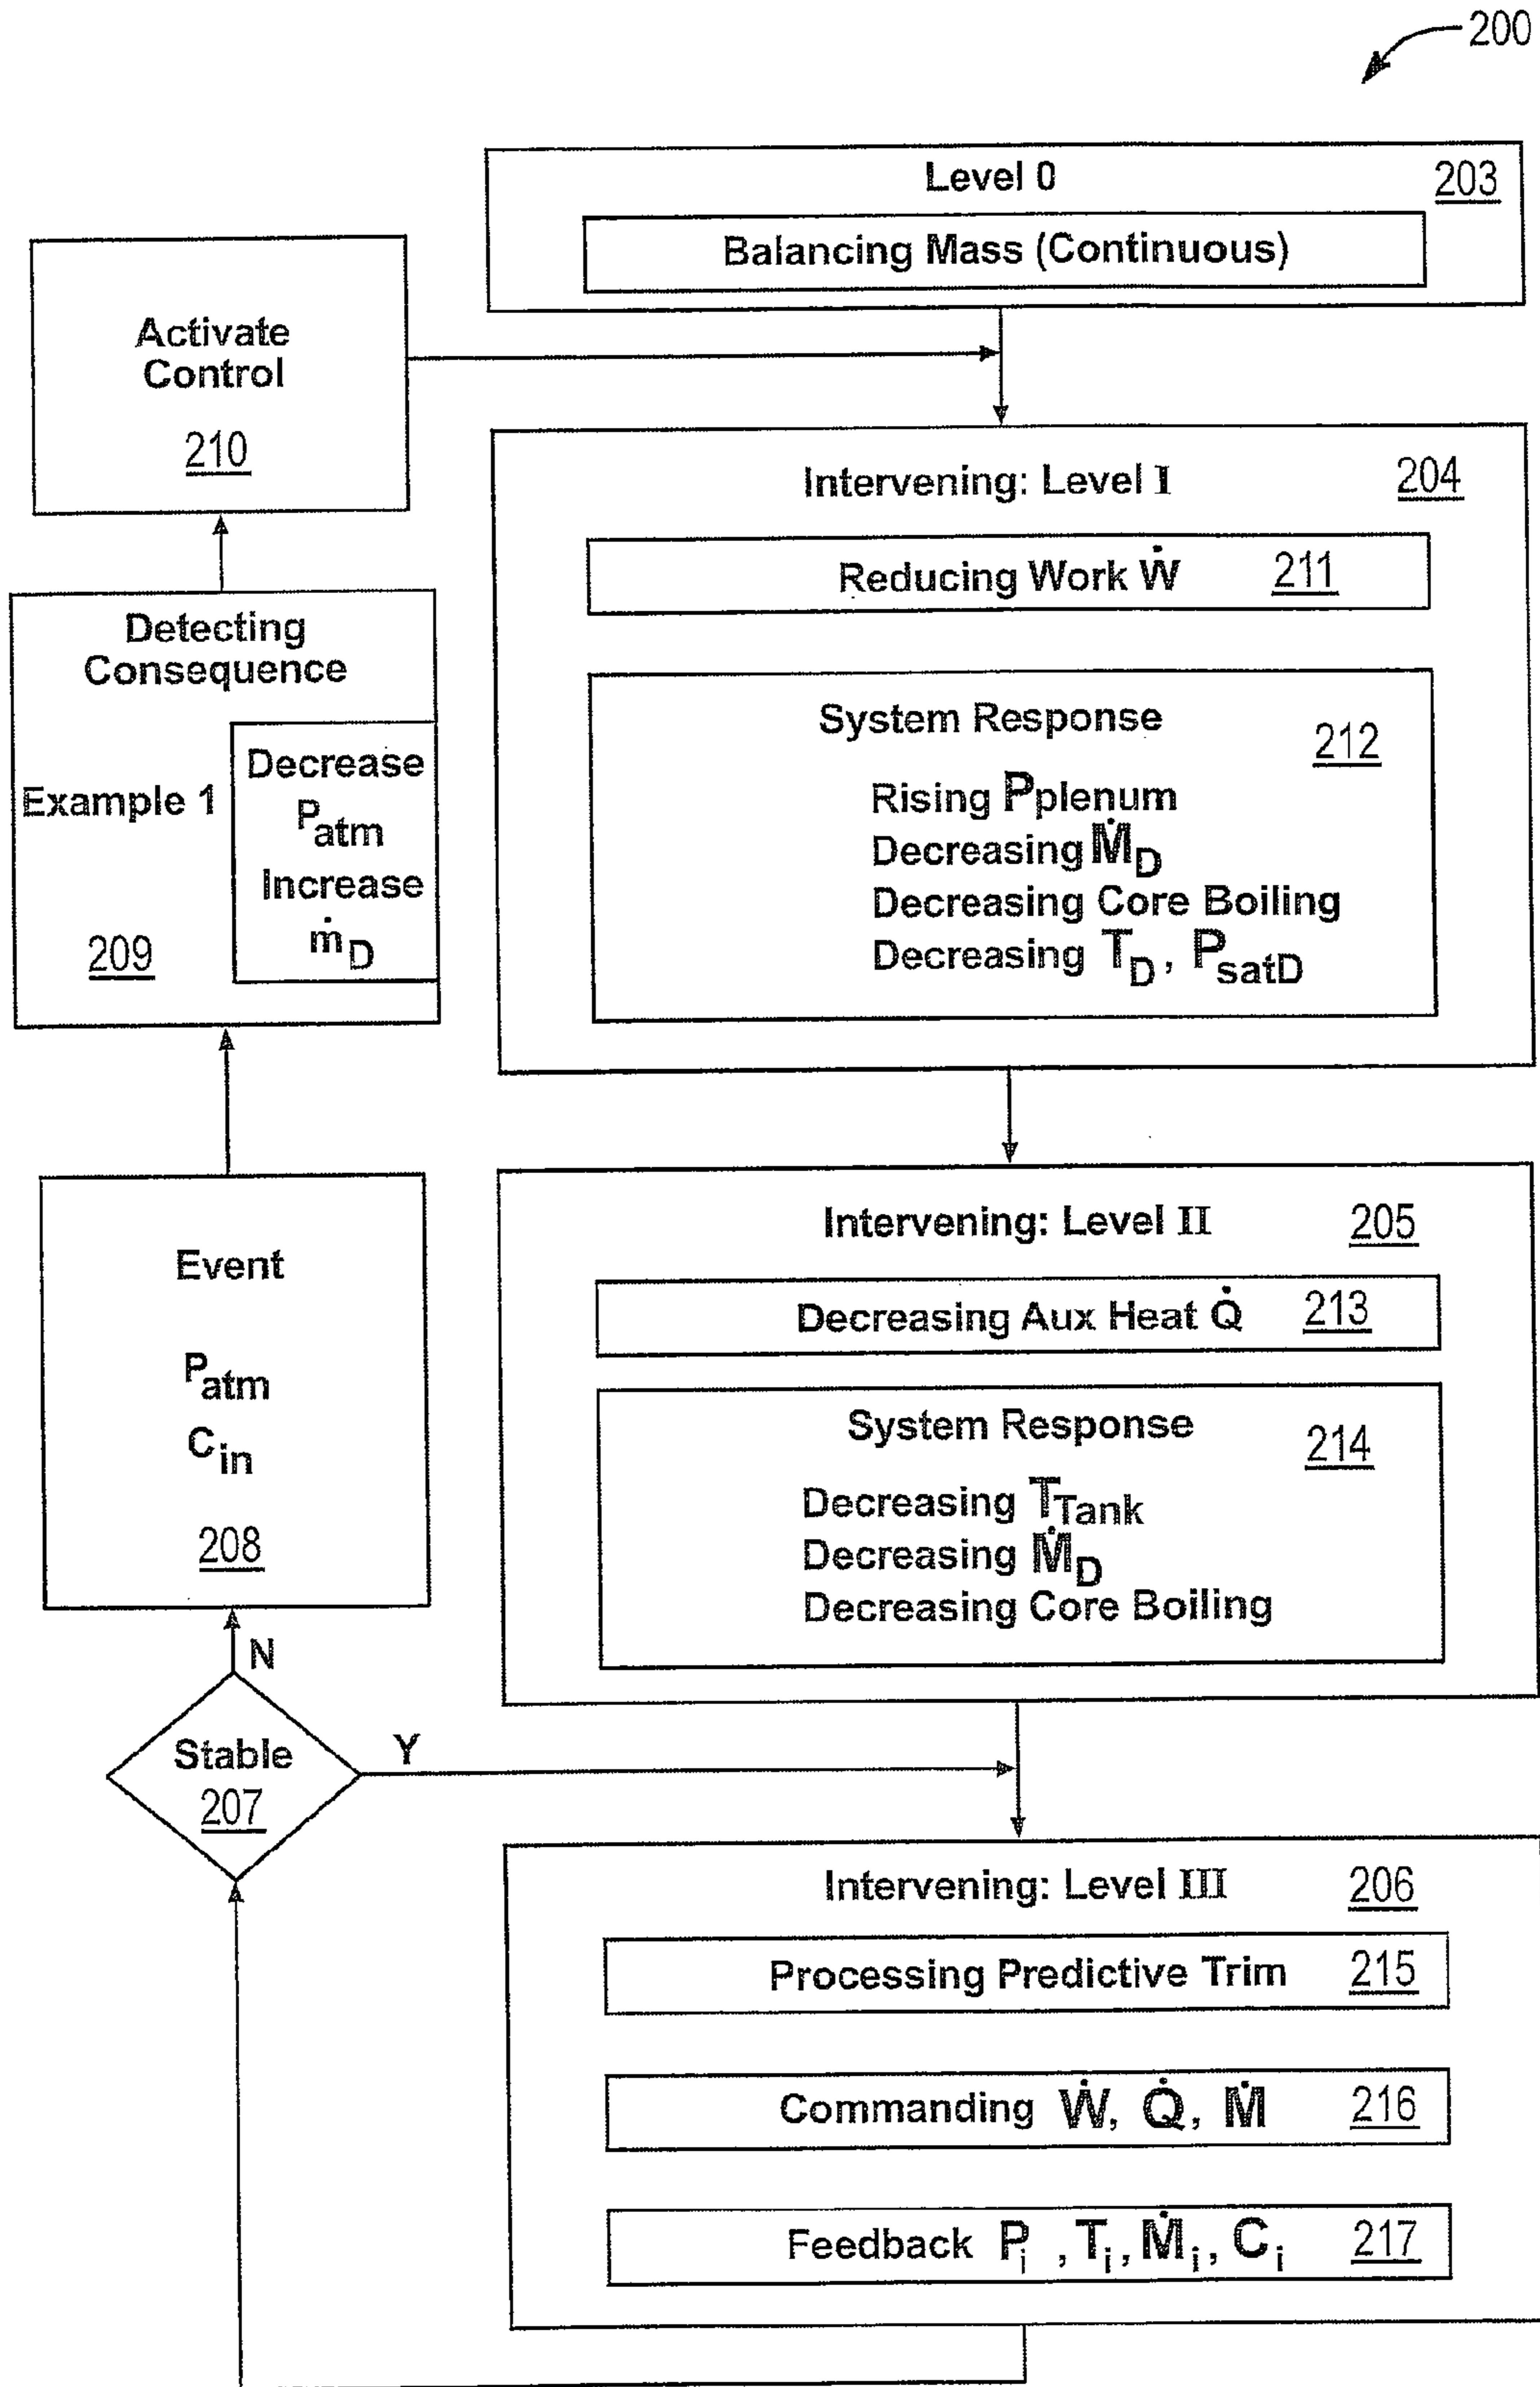 200
Level 0
203
Balancing Mass (Continuous)
Activate
Control
210
Intervening: Level I
204
Reducing Work Ẇ
211
System Response
212
Rising Pplenum
Decreasing ṀD
Decreasing Core Boiling
Decreasing TD, PsatD
Detecting
Consequence
Example 1
Decrease
Patm
Increase
ṁD
209
Intervening: Level II
205
Decreasing Aux Heat Q̇
213
System Response
214
Decreasing TTank
Decreasing ṀD
Decreasing Core Boiling
Event
Patm
Cin
208
N
Stable
207
Y
Intervening: Level III
206
Processing Predictive Trim
215
Commanding Ẇ, Q̇, Ṁ
216
Feedback Pi, Ti, Ṁi, Ci
217